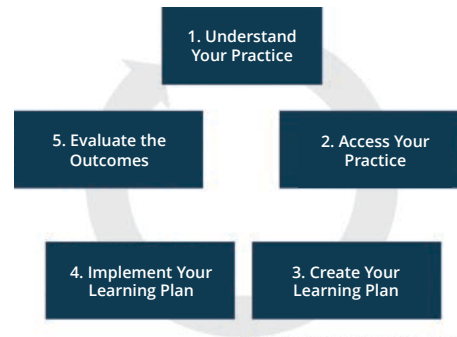 1. Understand
Your Practice
2. Access Your
Practice
3. Create Your
Learning Plan
4. Implement Your
Learning Plan
5. Evaluate the
Outcomes